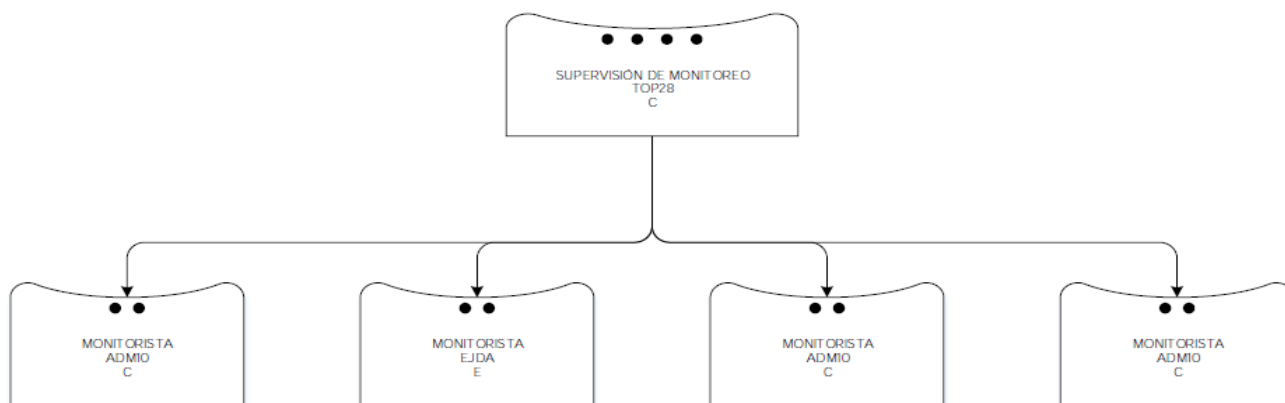 SUPERVISIÓN DE MONITOREO
TOP28
C
MONITORISTA
ADM10
C
MONITORISTA
EJDA
E
MONITORISTA
ADM10
C
MONITORISTA
ADM10
C